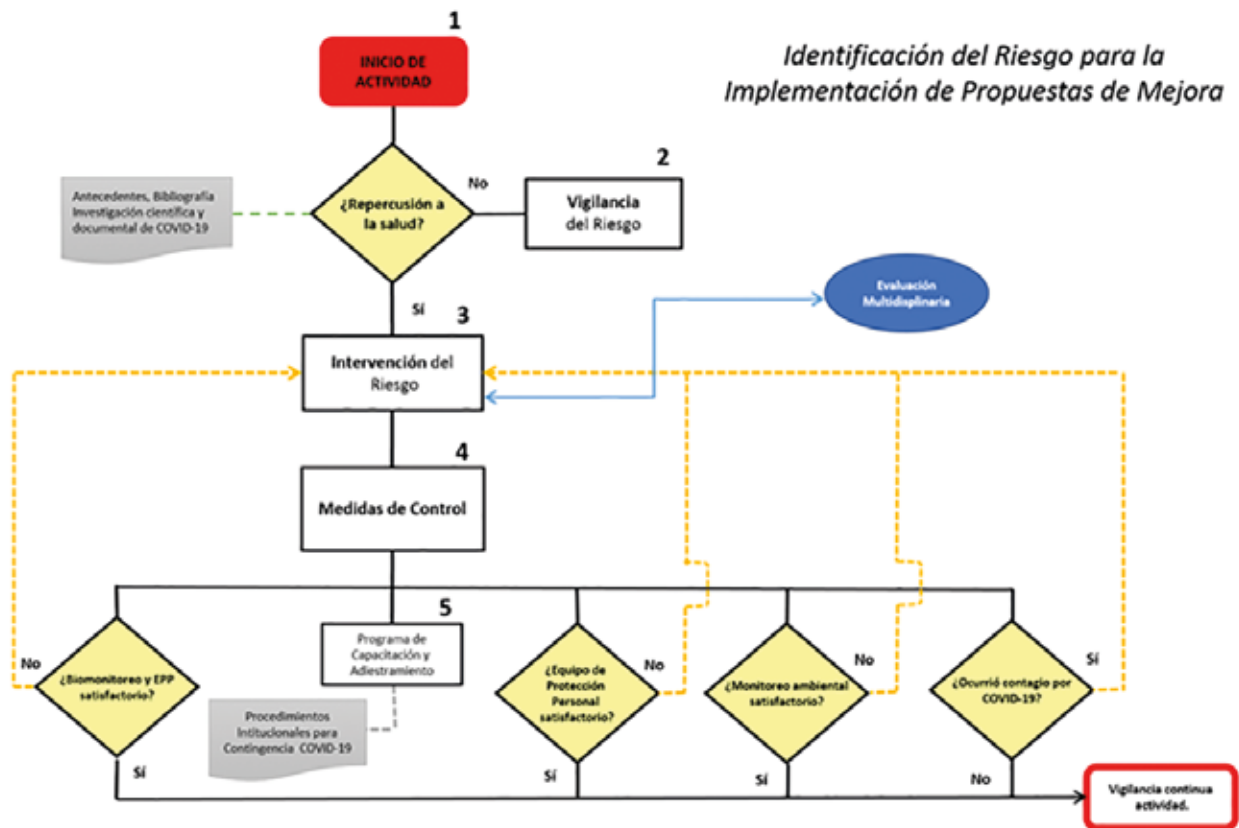 1
INICIO DE
ACTIVIDAD
Identificación del Riesgo para la
Implementación de Propuestas de Mejora
Antecedentes, Bibliografía
Investigación científica y
documental de COVID-19
¿Repercusión a
la salud?
No
2
Vigilancia
del Riesgo
Evaluación
Multidisplinaria
Sí
3
Intervención del
Riesgo
4
Medidas de Control
5
Programa de
Capacitación y
Adiestramiento
No
¿Biomonitoreo y EPP
satisfactorio?
¿Equipo de
Protección
Personal
satisfactorio?
No
¿Monitoreo ambiental
satisfactorio?
No
¿Ocurrió contagio por
COVID-19?
Sí
Procedimientos
Intitucionales para
Contingencia COVID-19
Sí
Sí
Sí
No
Vigilancia continua
actividad.